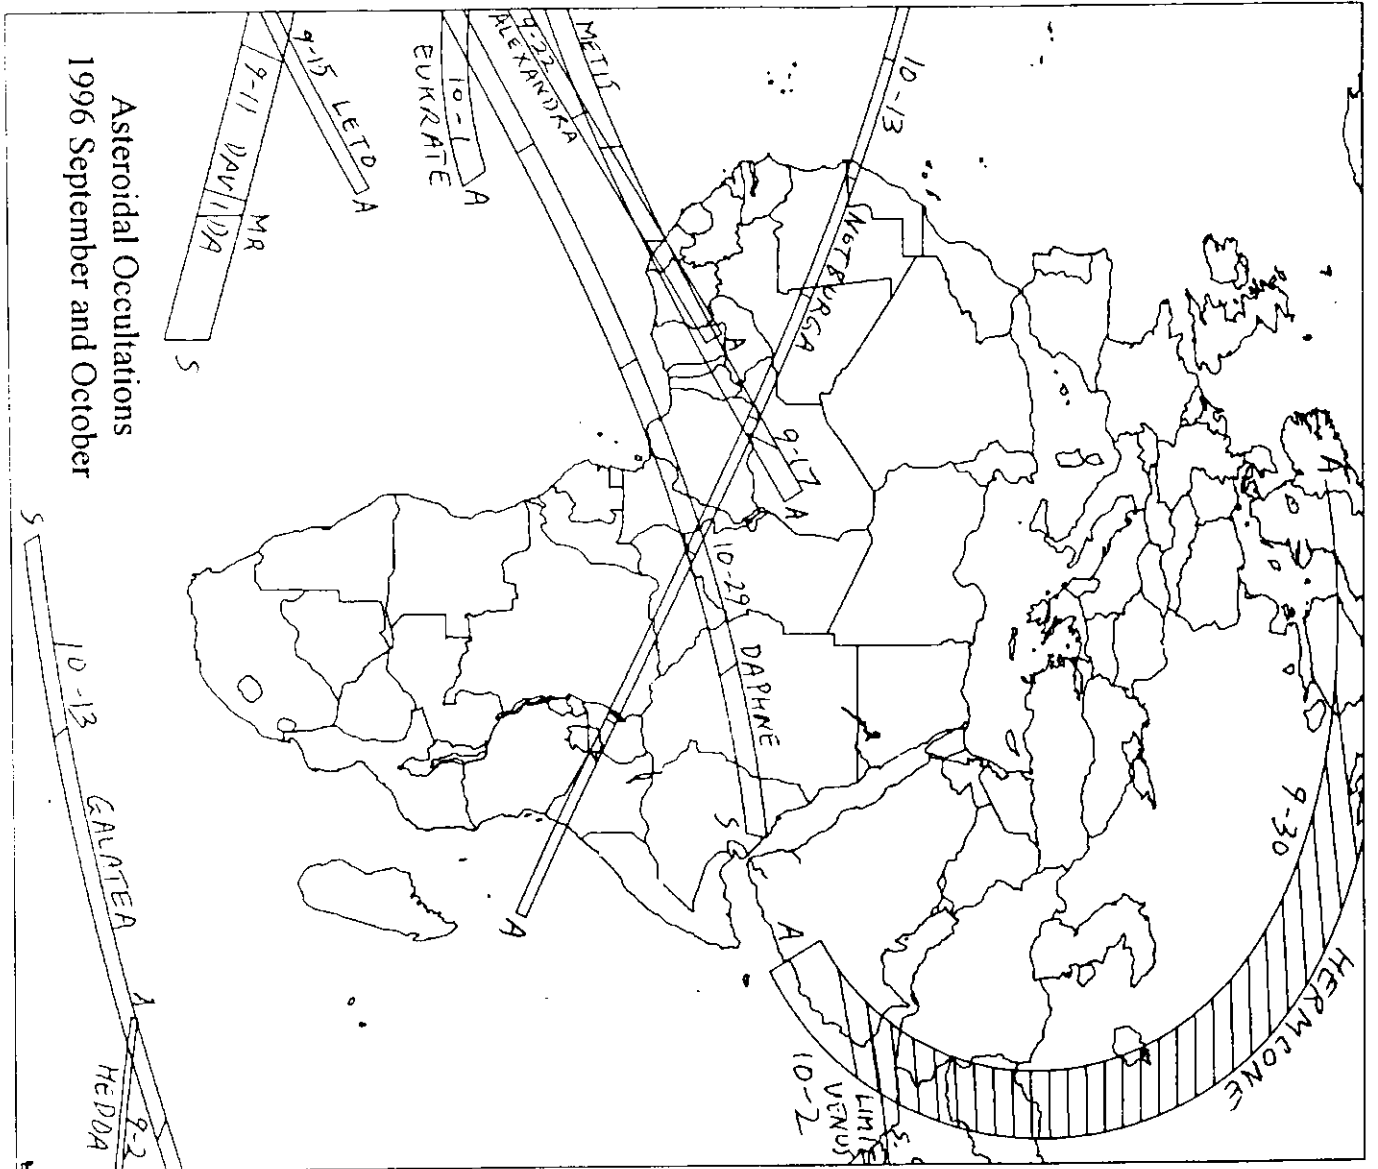 Asteroidal Occultations
1996 September and October
METIS
9-22
ALEXANDRA
10-1
EUKRATE
A
9-15 LETO
A
9-11 DAVIDA
MR
S
10-13
NOTBURGA
A
A
9-17
A
10-29
DAPHNE
S
A
9-30
HERMIONE
A
LIMIT
VENUS
10-2
S
S
10-13
GALATEA
A
9-2
HEDDA